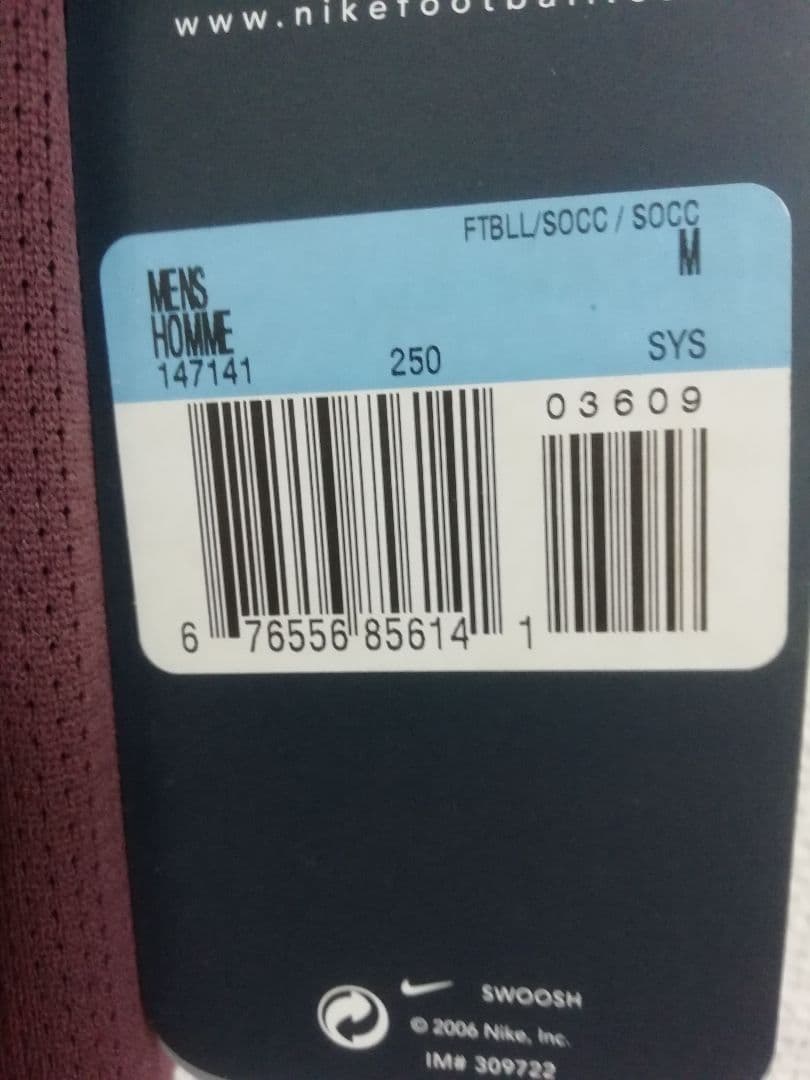 FTBLL/SOCC / SOCC
M
MENS
HOMME
147141 250 SYS
03609
6 76556 85614 1
SWOOSH
© 2006 Nike, Inc.
IM# 309722